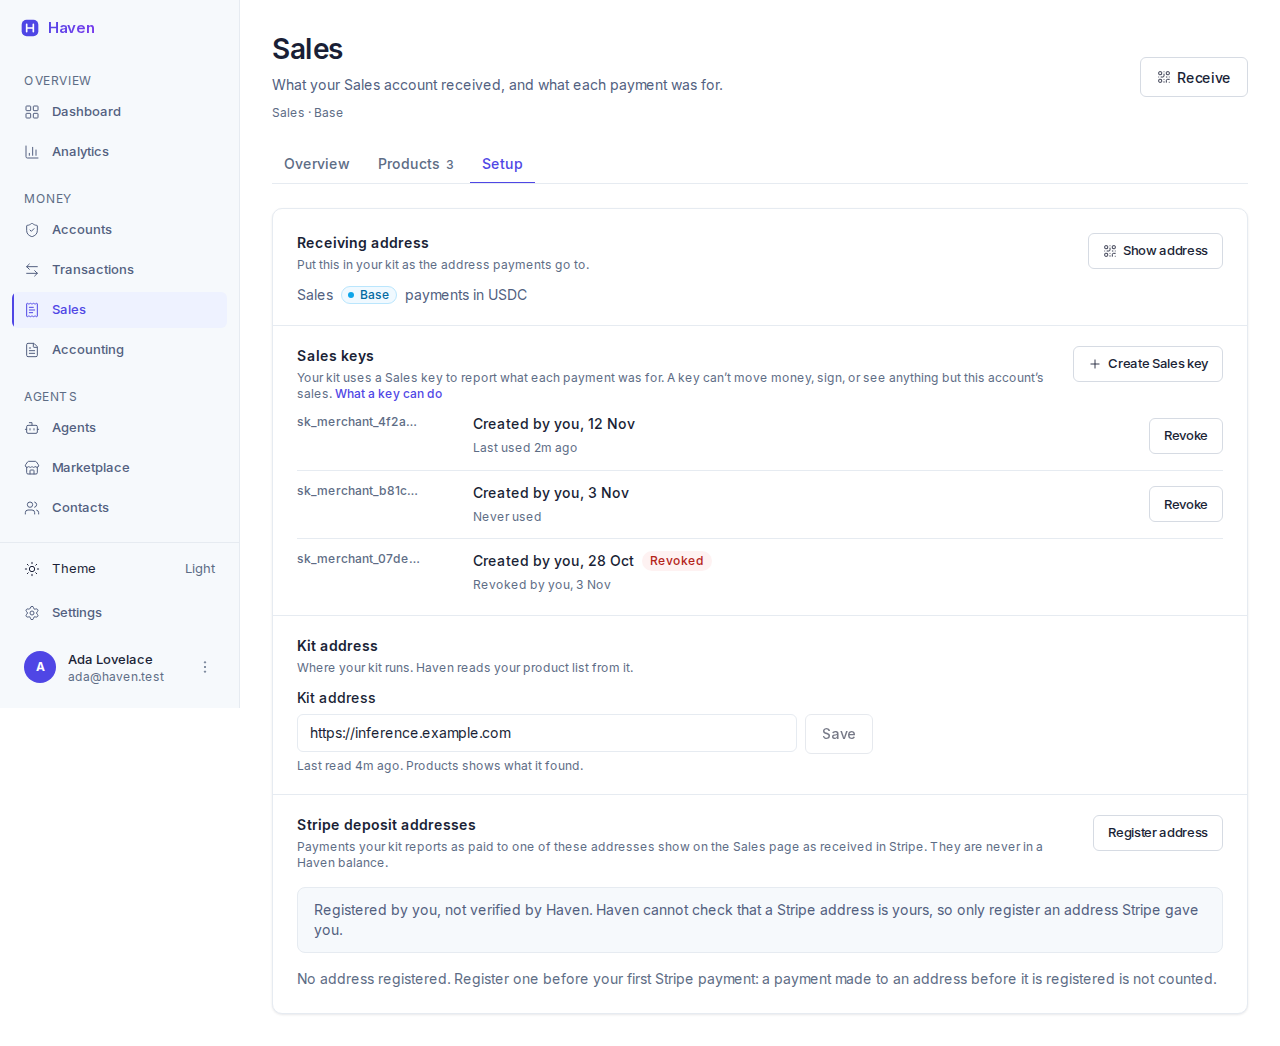 Haven
OVERVIEW
Dashboard
Analytics
MONEY
Accounts
Transactions
Sales
Accounting
AGENTS
Agents
Marketplace
Contacts
Theme Light
Settings
A
Ada Lovelace
ada@haven.test
Sales
What your Sales account received, and what each payment was for.
Sales · Base
Receive
Overview Products 3 Setup
Receiving address
Put this in your kit as the address payments go to.
Show address
Sales Base payments in USDC
Sales keys
Your kit uses a Sales key to report what each payment was for. A key can’t move money, sign, or see anything but this account’s
sales. What a key can do
Create Sales key
sk_merchant_4f2a… Created by you, 12 Nov
Last used 2m ago
Revoke
sk_merchant_b81c… Created by you, 3 Nov
Never used
Revoke
sk_merchant_07de… Created by you, 28 Oct Revoked
Revoked by you, 3 Nov
Kit address
Where your kit runs. Haven reads your product list from it.
Kit address
https://inference.example.com Save
Last read 4m ago. Products shows what it found.
Stripe deposit addresses
Payments your kit reports as paid to one of these addresses show on the Sales page as received in Stripe. They are never in a
Haven balance.
Register address
Registered by you, not verified by Haven. Haven cannot check that a Stripe address is yours, so only register an address Stripe gave
you.
No address registered. Register one before your first Stripe payment: a payment made to an address before it is registered is not counted.